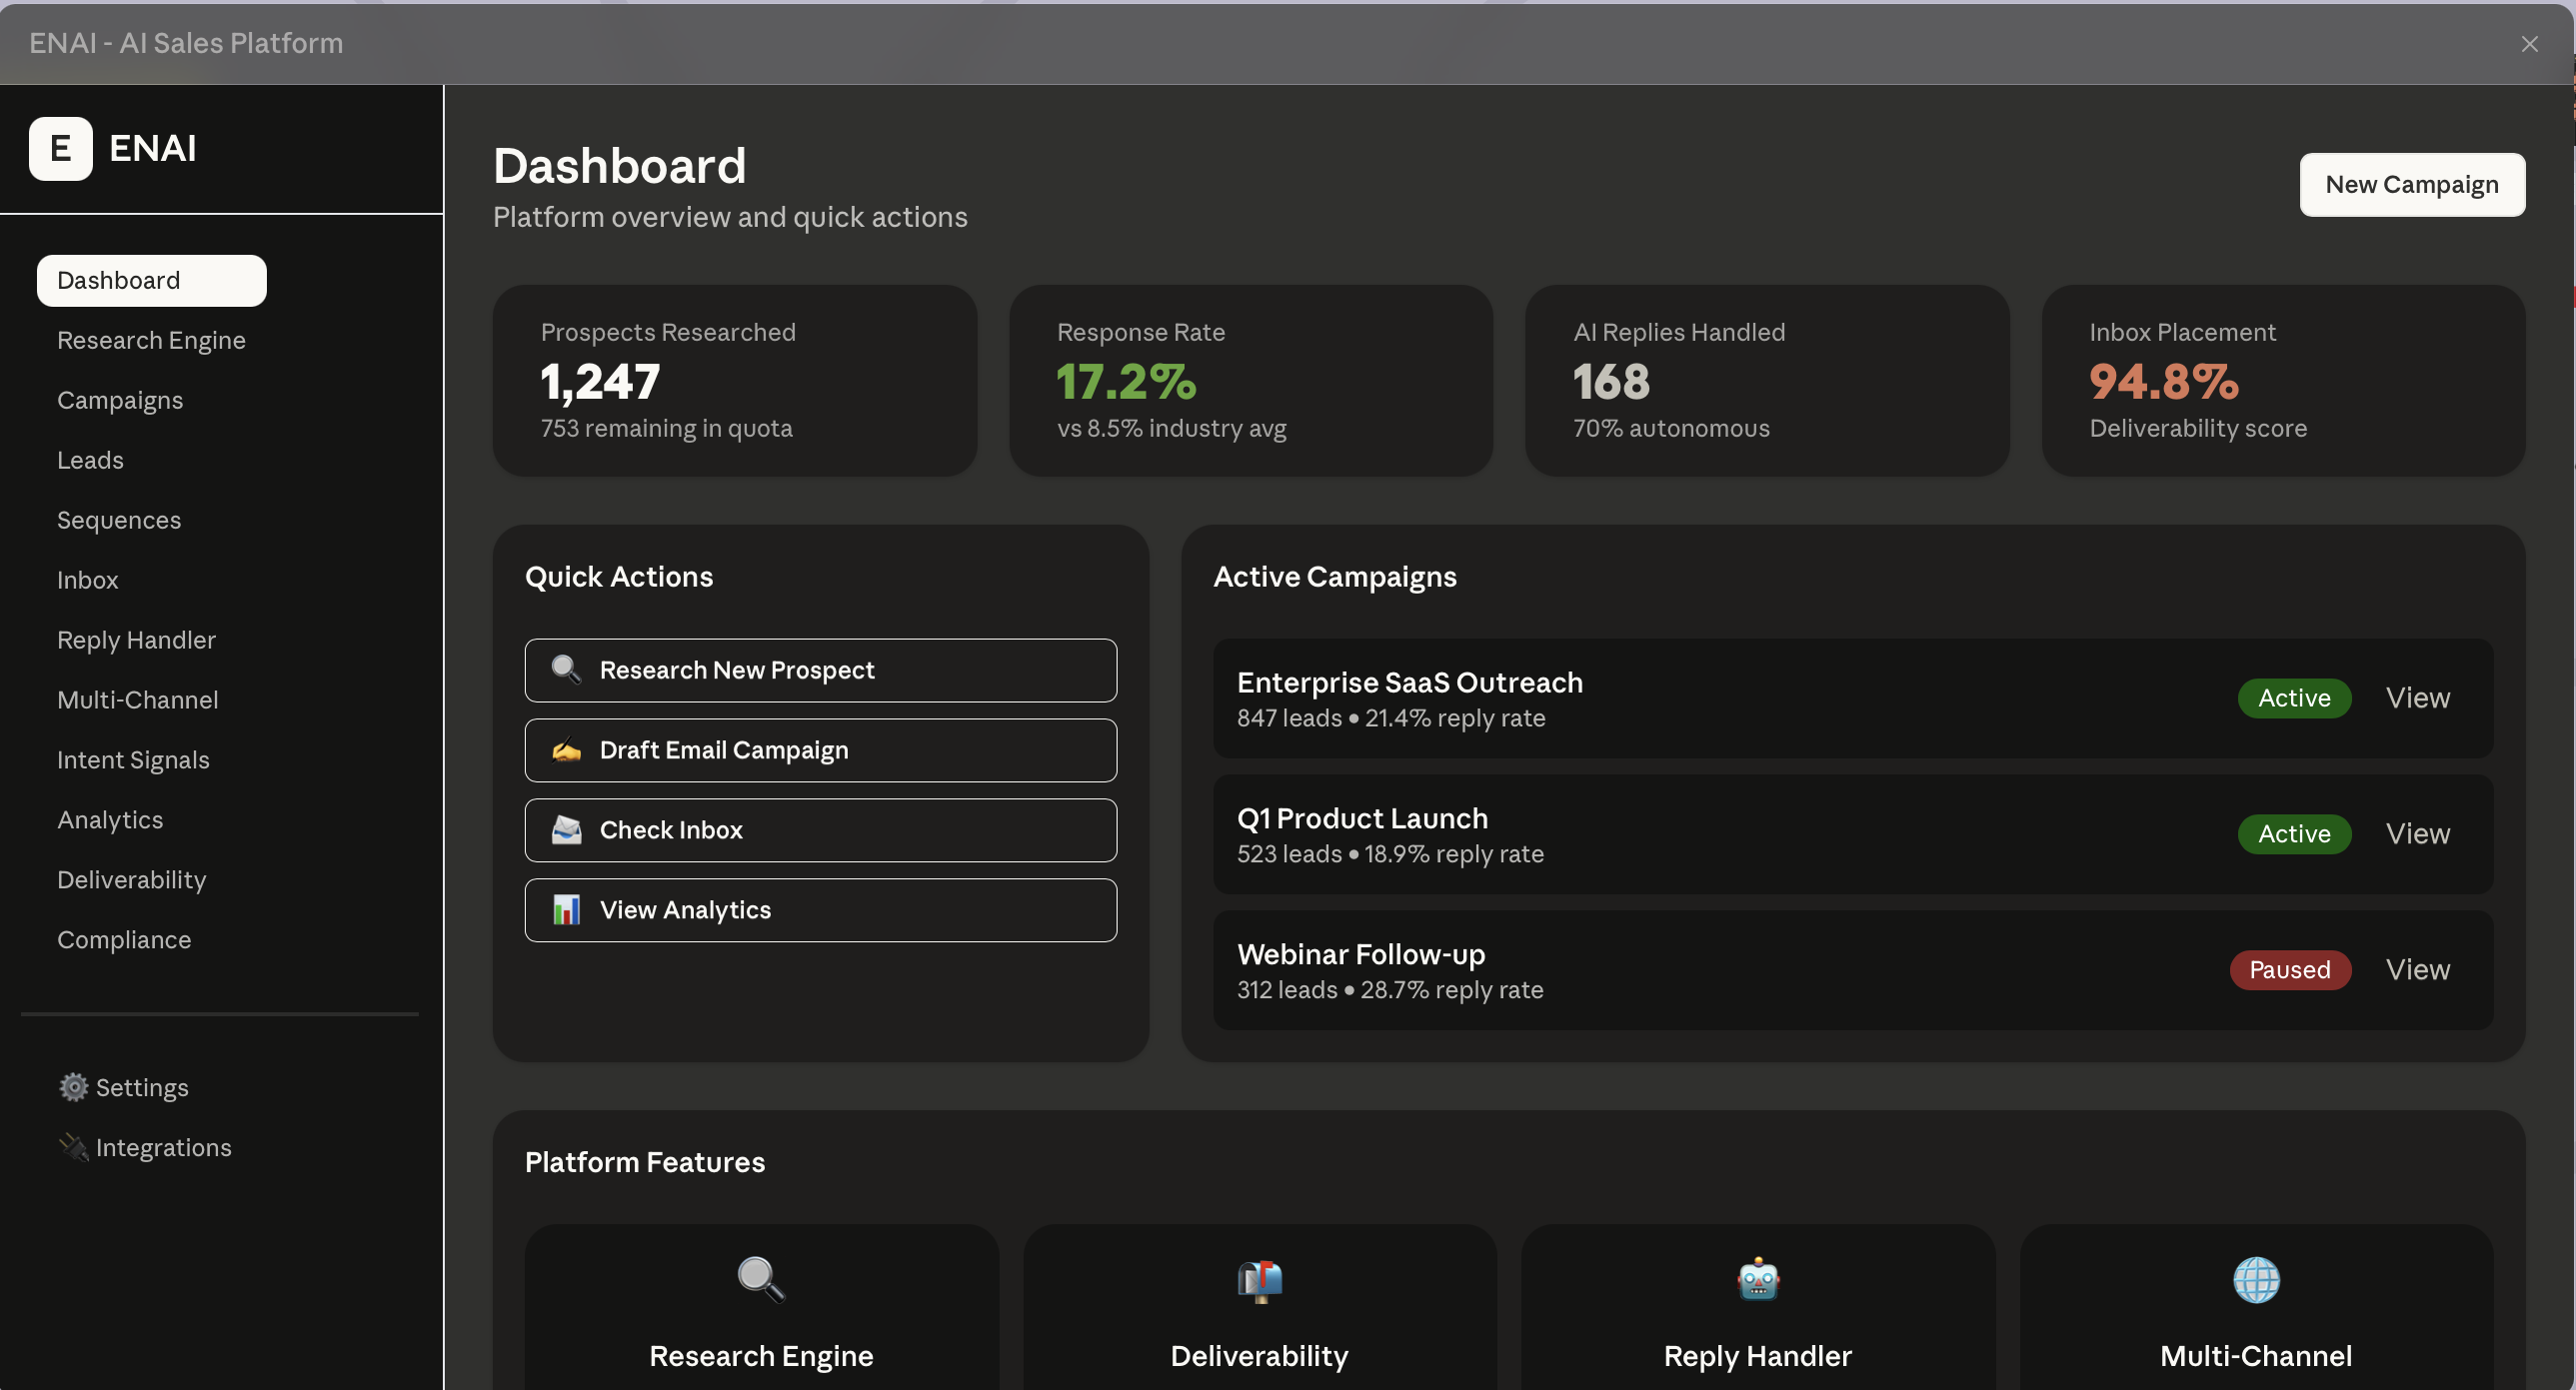 ENAI - AI Sales Platform
E ENAI
Dashboard
Research Engine
Campaigns
Leads
Sequences
Inbox
Reply Handler
Multi-Channel
Intent Signals
Analytics
Deliverability
Compliance
Settings
Integrations
Dashboard
Platform overview and quick actions
New Campaign
Prospects Researched
1,247
753 remaining in quota
Response Rate
17.2%
vs 8.5% industry avg
AI Replies Handled
168
70% autonomous
Inbox Placement
94.8%
Deliverability score
Quick Actions
Research New Prospect
Draft Email Campaign
Check Inbox
View Analytics
Active Campaigns
Enterprise SaaS Outreach
847 leads • 21.4% reply rate
Active View
Q1 Product Launch
523 leads • 18.9% reply rate
Active View
Webinar Follow-up
312 leads • 28.7% reply rate
Paused View
Platform Features
Research Engine
Deliverability
Reply Handler
Multi-Channel